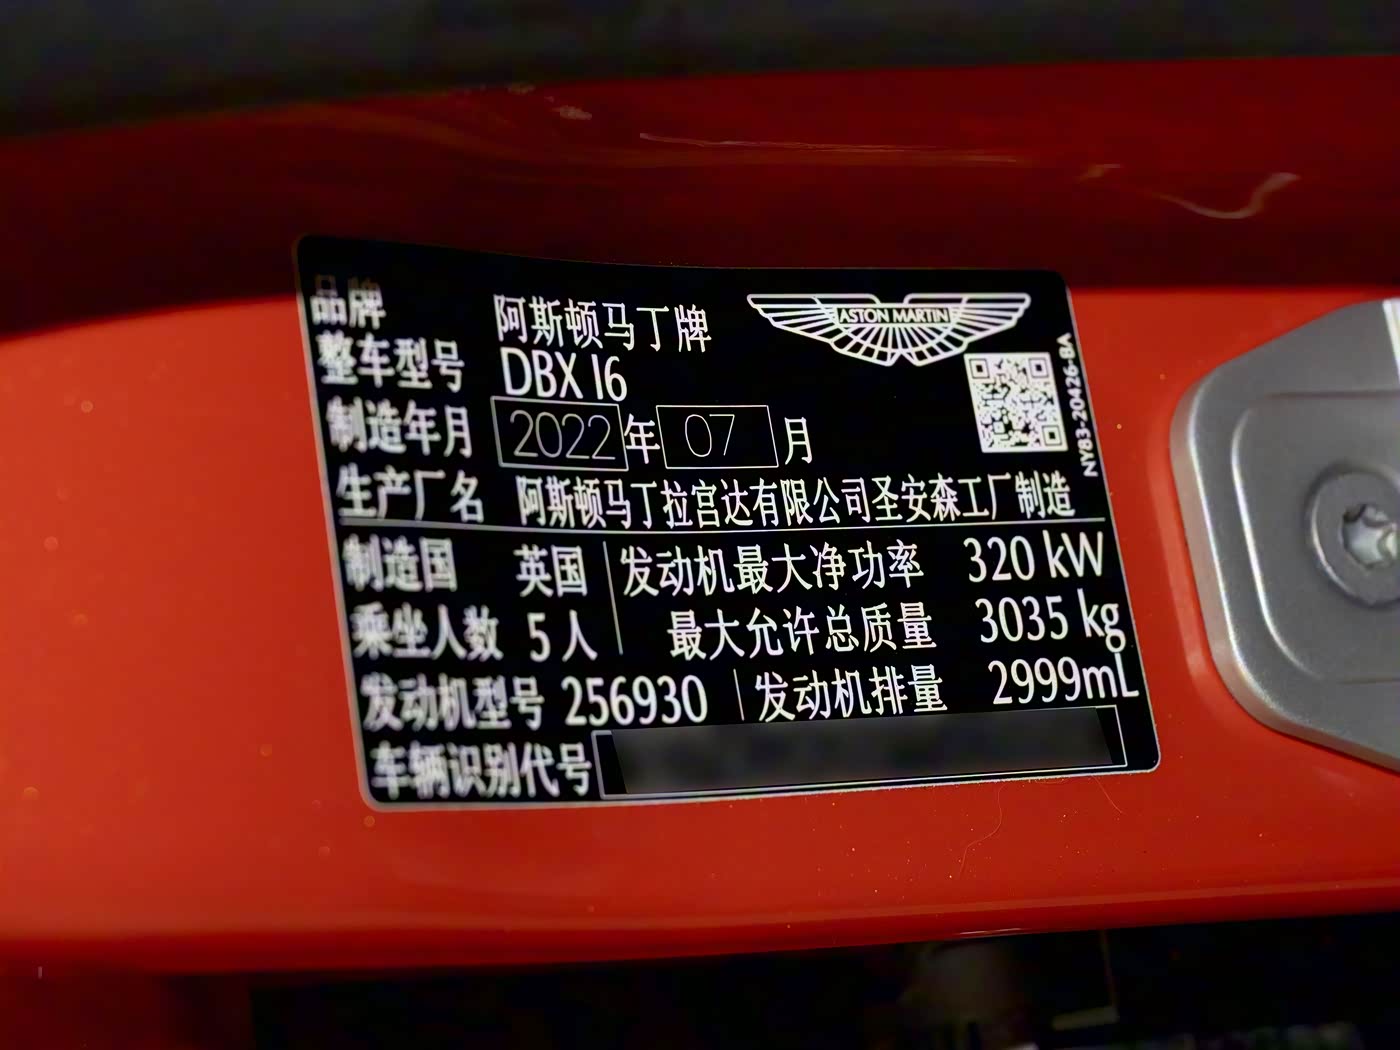 品牌 阿斯顿马丁牌 ASTON MARTIN
整车型号 DBX I6
制造年月 2022 年 07 月
NY83-20426-BA
生产厂名 阿斯顿马丁拉宫达有限公司圣安森工厂制造
制造国 英国 发动机最大净功率 320 kW
乘坐人数 5 人 最大允许总质量 3035 kg
发动机型号 256930 发动机排量 2999mL
车辆识别代号